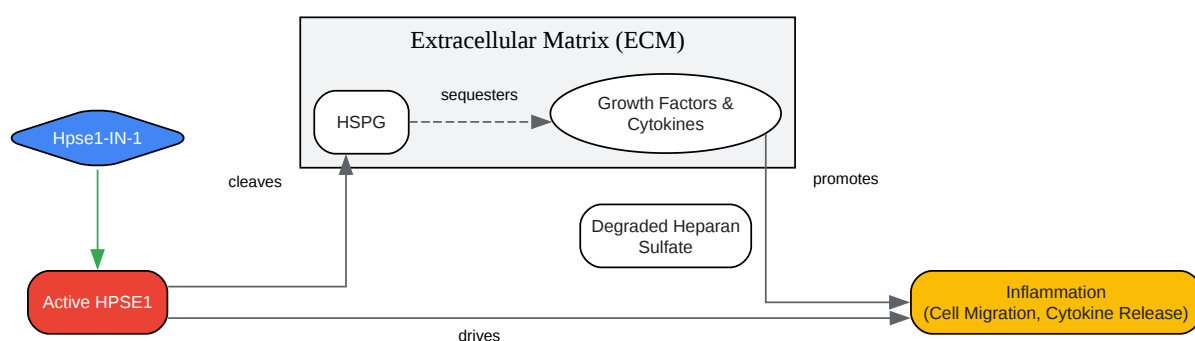 Extracellular Matrix (ECM)
sequesters
Growth Factors &
Cytokines
HSPG
Hpse1-IN-1
cleaves
promotes
Degraded Heparan
Sulfate
Active HPSE1
Inflammation
(Cell Migration, Cytokine Release)
drives